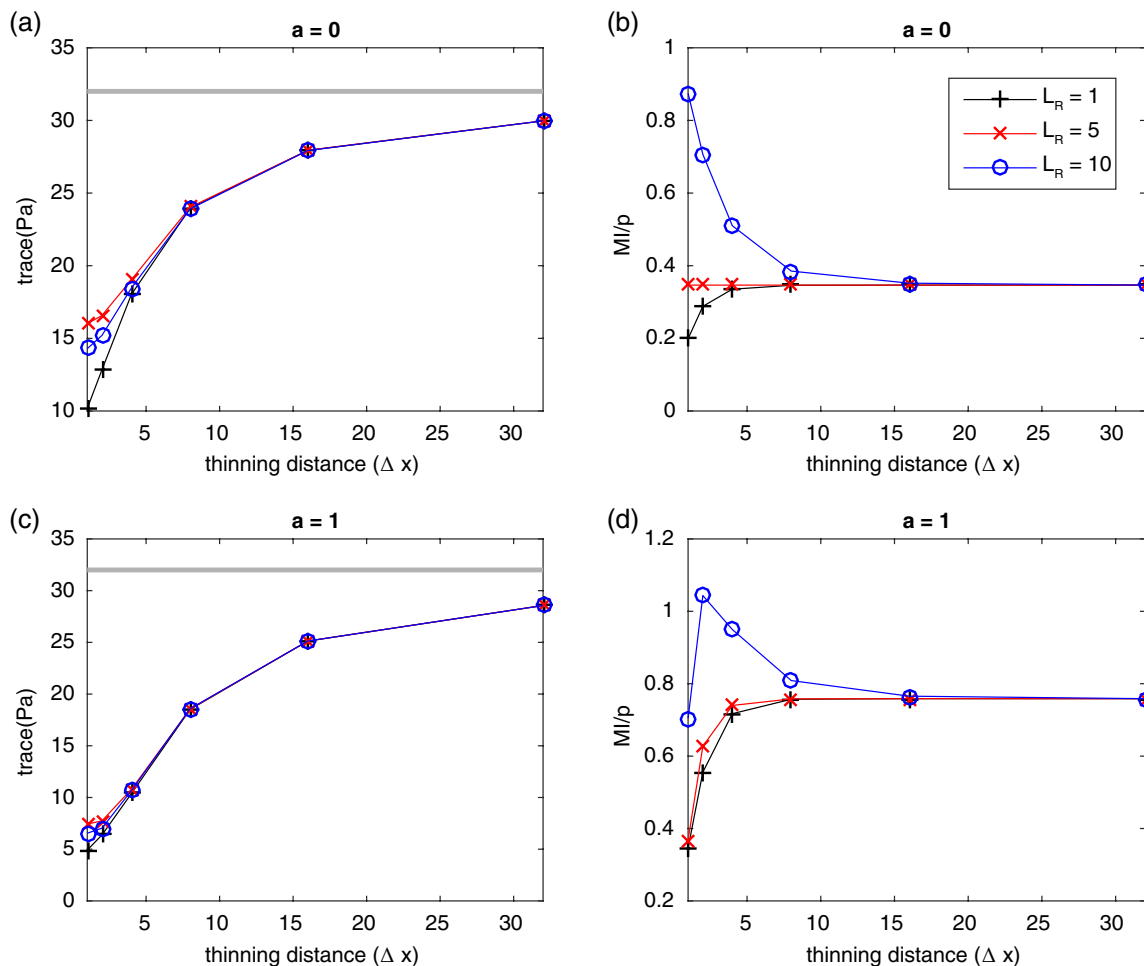 (a)
a = 0
35
30
25
20
15
10
trace(Pa)
5 10 15 20 25 30
thinning distance (Δ x)
(b)
a = 0
1
0.8
0.6
0.4
0.2
0
MI/p
L_R = 1
L_R = 5
L_R = 10
5 10 15 20 25 30
thinning distance (Δ x)
(c)
a = 1
35
30
25
20
15
10
5
0
trace(Pa)
5 10 15 20 25 30
thinning distance (Δ x)
(d)
a = 1
1.2
1
0.8
0.6
0.4
0.2
MI/p
5 10 15 20 25 30
thinning distance (Δ x)